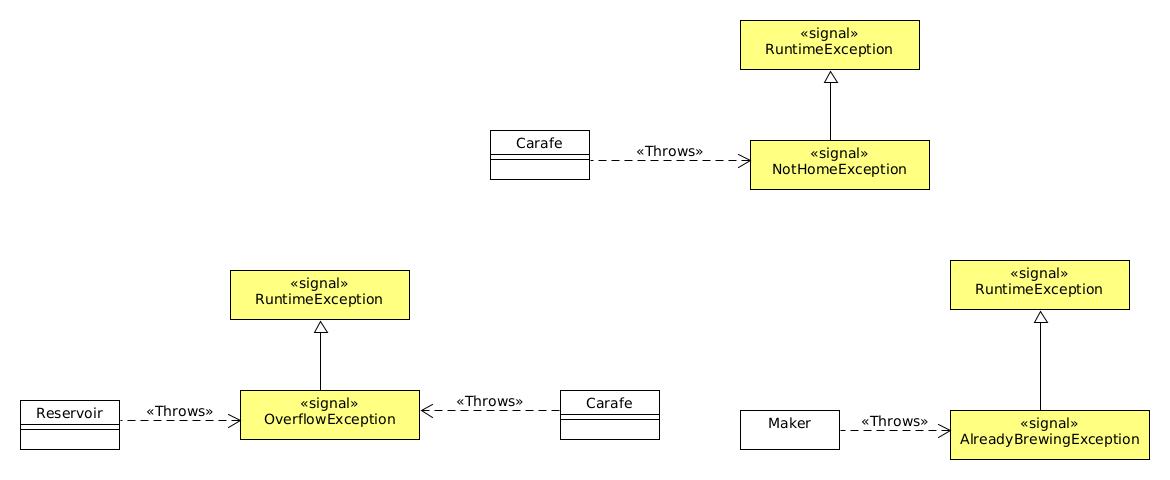 «signal»
RuntimeException
Carafe
«Throws»
«signal»
NotHomeException
«signal»
RuntimeException
«signal»
RuntimeException
Reservoir
«Throws»
«signal»
OverflowException
«Throws»
Carafe
Maker
«Throws»
«signal»
AlreadyBrewingException